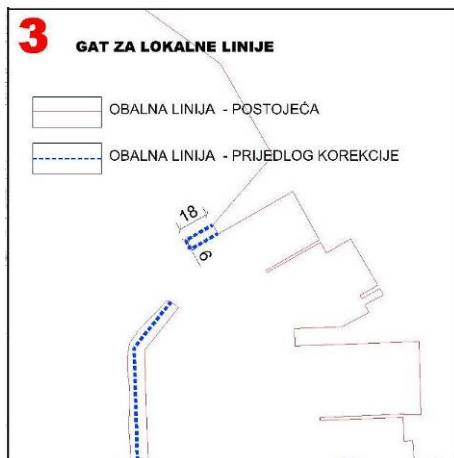 3 GAT ZA LOKALNE LINIJE
OBALNA LINIJA - POSTOJEĆA
OBALNA LINIJA - PRIJEDLOG KOREKCIJE
18
6